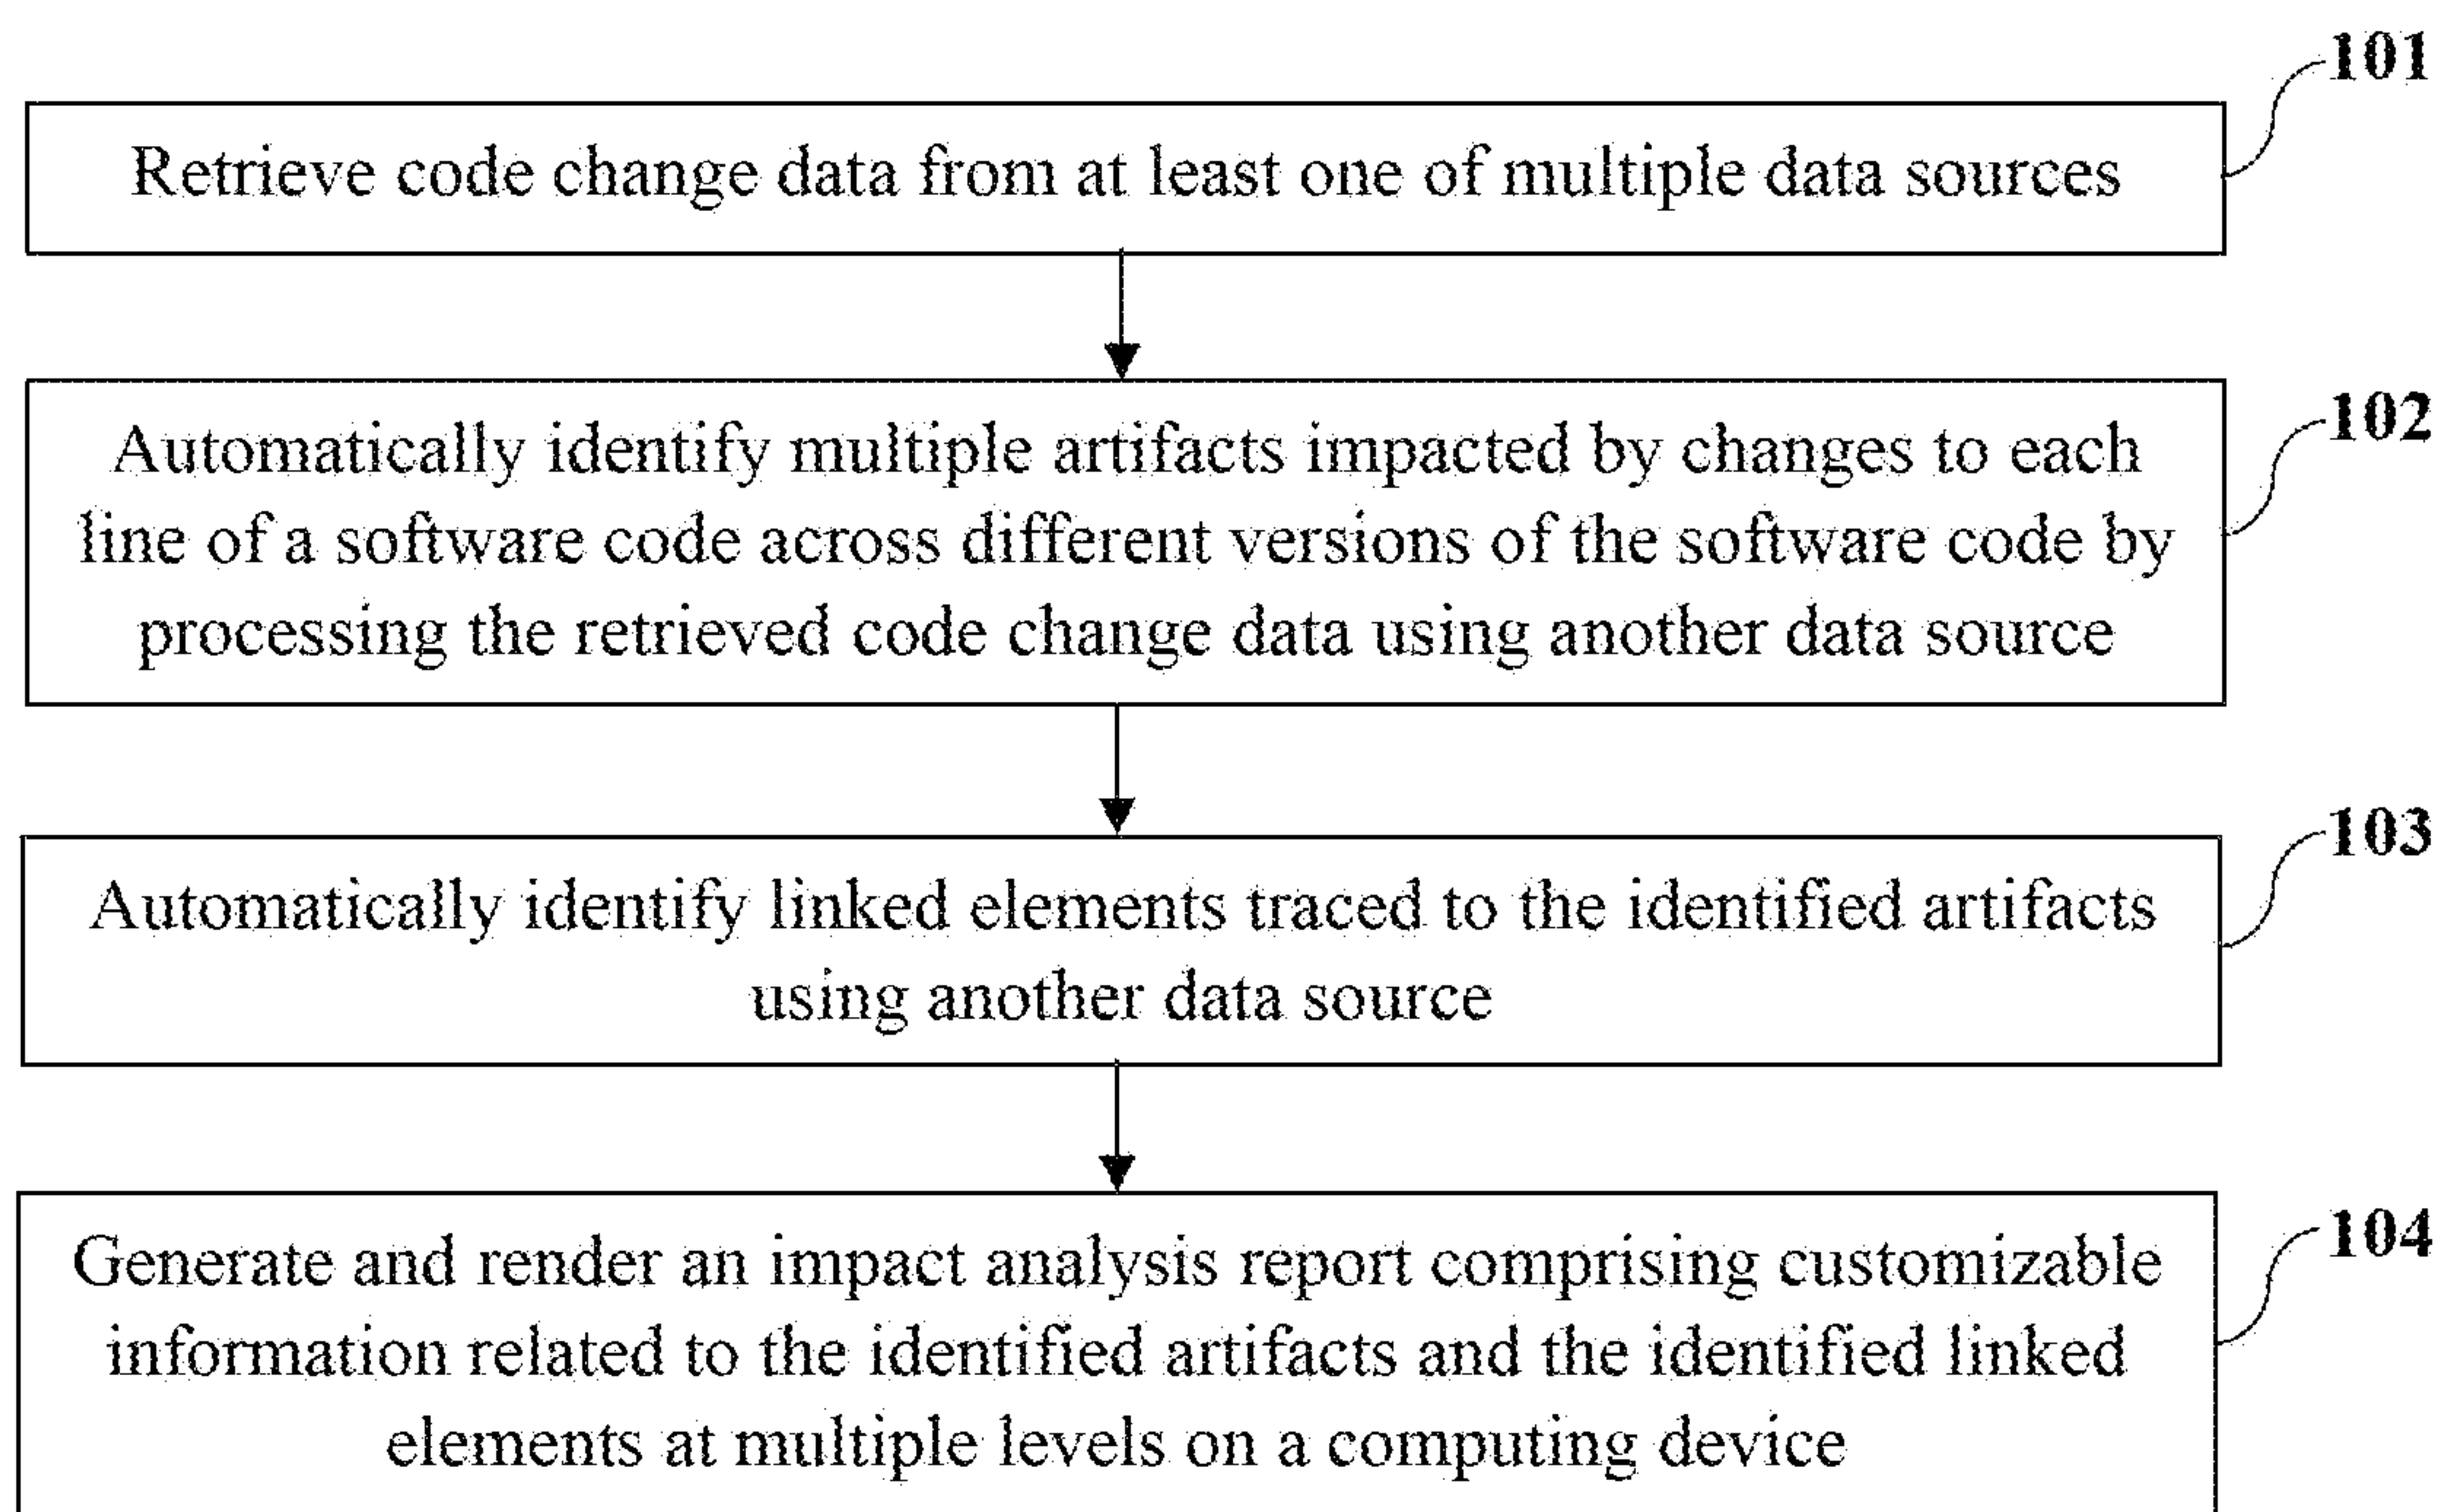 101
Retrieve code change data from at least one of multiple data sources
102
Automatically identify multiple artifacts impacted by changes to each
line of a software code across different versions of the software code by
processing the retrieved code change data using another data source
103
Automatically identify linked elements traced to the identified artifacts
using another data source
104
Generate and render an impact analysis report comprising customizable
information related to the identified artifacts and the identified linked
elements at multiple levels on a computing device